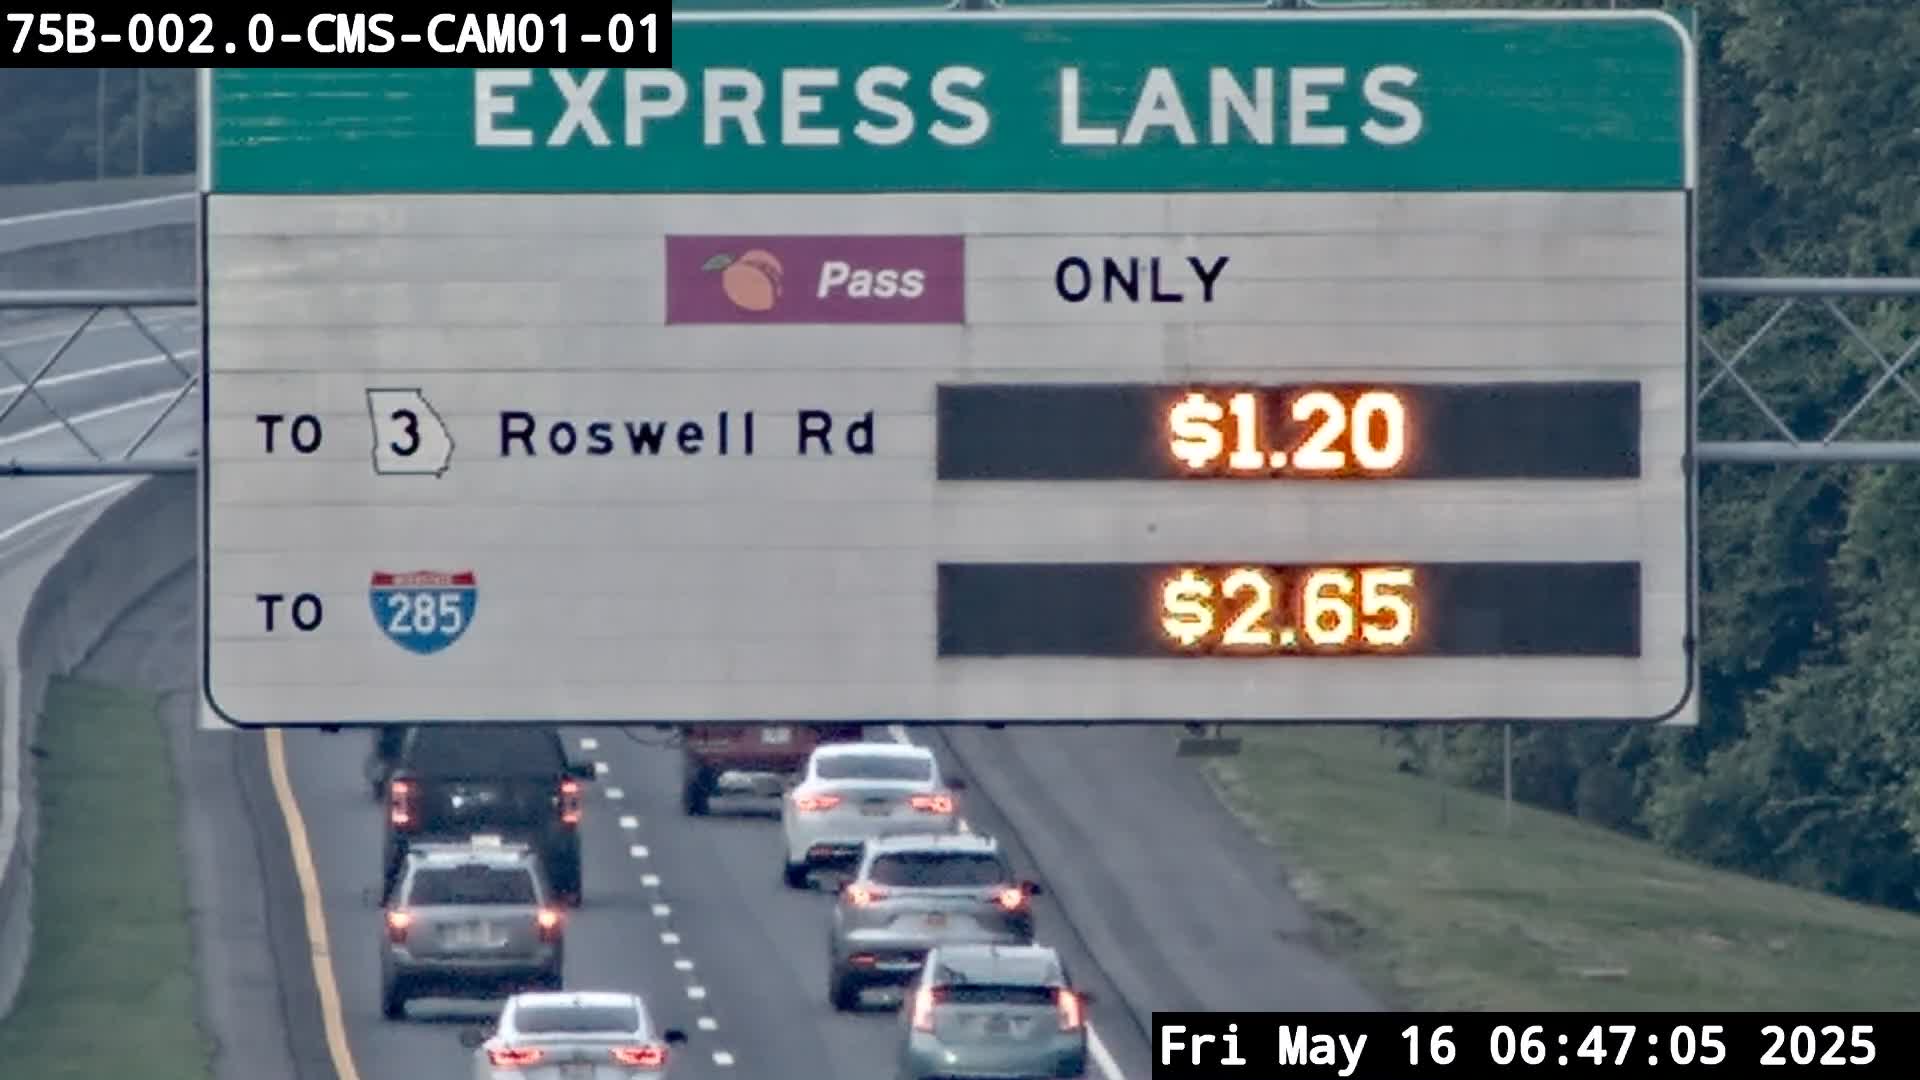 75B-002.0-CMS-CAM01-01
EXPRESS LANES
Pass ONLY
TO 3 Roswell Rd $1.20
INTERSTATE
TO 285 $2.65
Fri May 16 06:47:05 2025